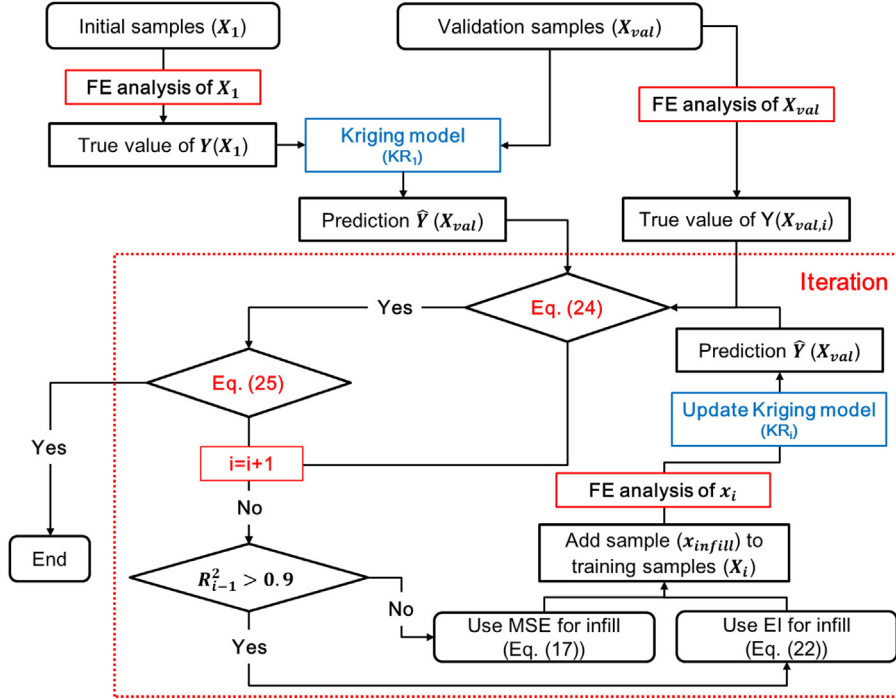 Initial samples (X₁)
Validation samples (X_val)
FE analysis of X₁
FE analysis of X_val
True value of Y(X₁)
Kriging model
(KR₁)
Prediction Ŷ (X_val)
True value of Y(X_val,i)
Iteration
Yes
Eq. (24)
Prediction Ŷ (X_val)
Eq. (25)
Update Kriging model
(KRᵢ)
Yes
i=i+1
FE analysis of xᵢ
No
Add sample (x_infill) to
training samples (Xᵢ)
End
R²ᵢ₋₁ > 0.9
No
Use MSE for infill
(Eq. (17))
Use EI for infill
(Eq. (22))
Yes